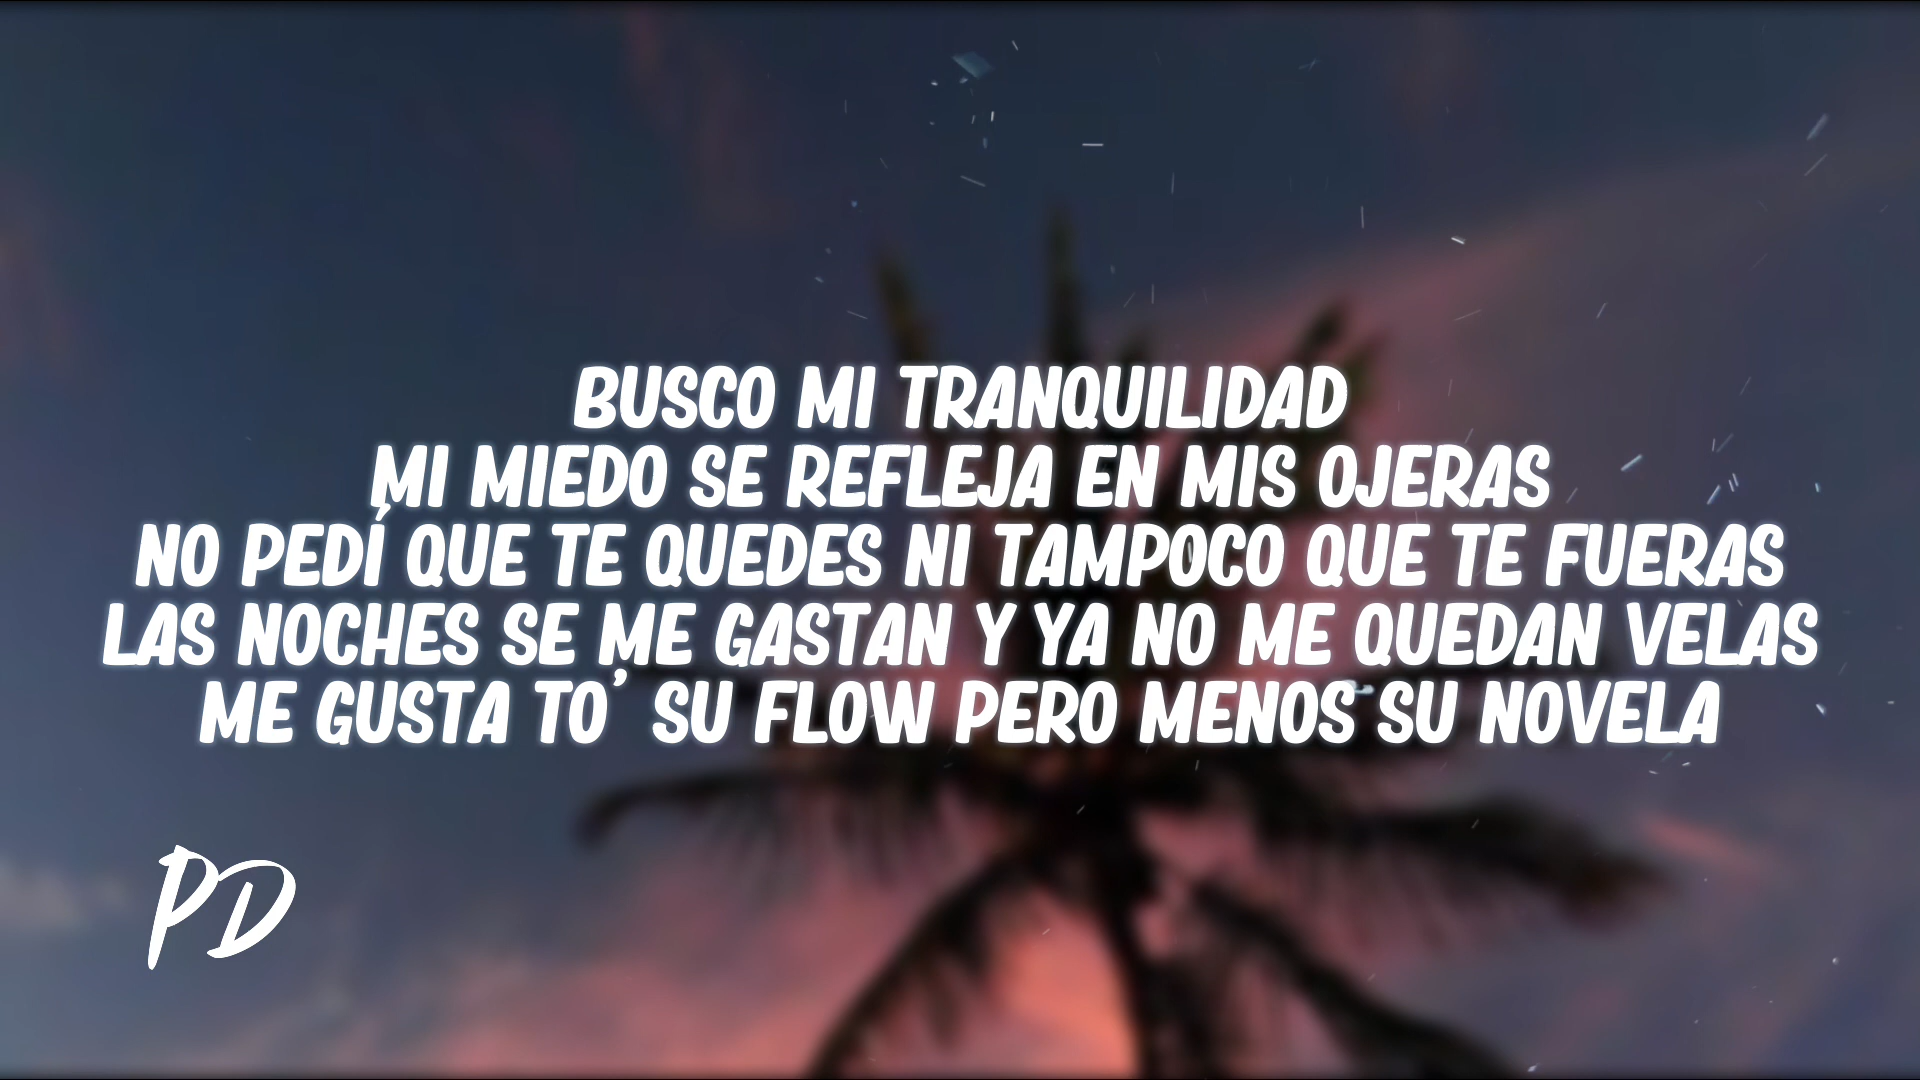 BUSCO MI TRANQUILIDAD
MI MIEDO SE REFLEJA EN MIS OJERAS
NO PEDÍ QUE TE QUEDES NI TAMPOCO QUE TE FUERAS
LAS NOCHES SE ME GASTAN Y YA NO ME QUEDAN VELAS
ME GUSTA TO' SU FLOW PERO MENOS SU NOVELA
PD